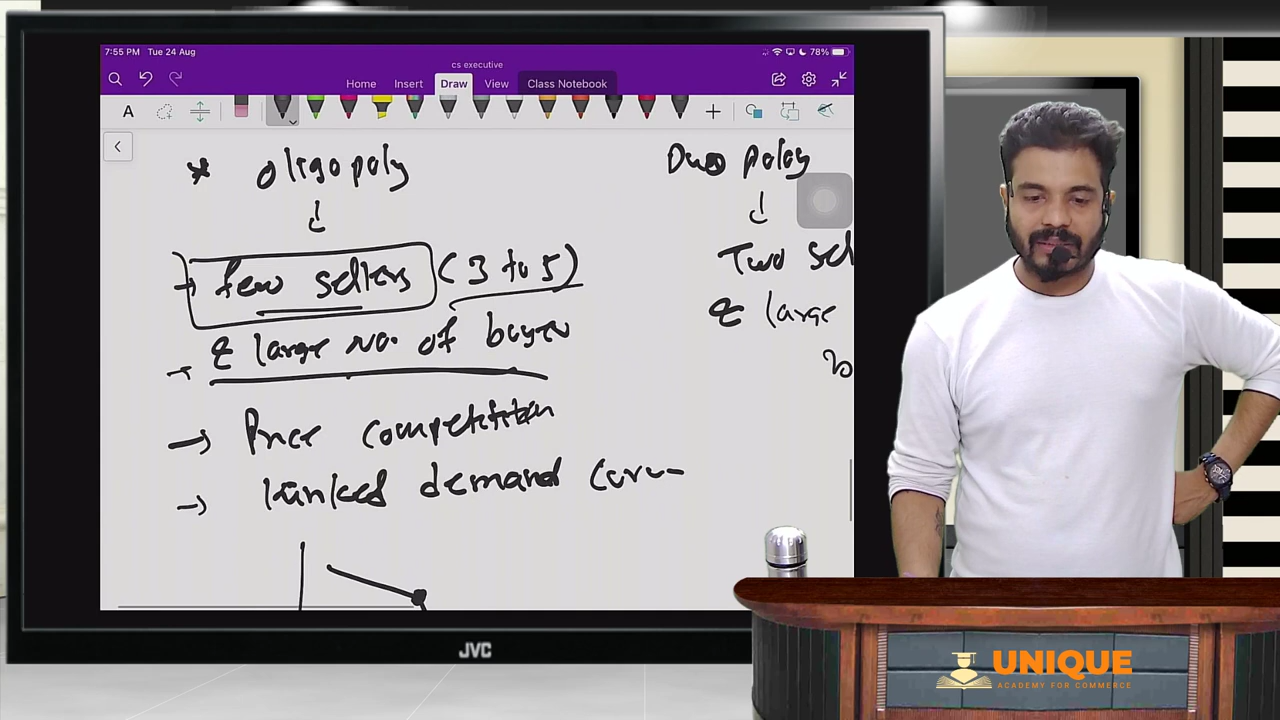 7:55 PM Tue 24 Aug
78%
cs executive
Home Insert Draw View Class Notebook
A
* oligopoly
Duopoloy
few sellers (3 to 5)
Two sel
& large no. of buyers
& large
b
→ Price competition
→ kinked demand curve
JVC
UNIQUE
ACADEMY FOR COMMERCE